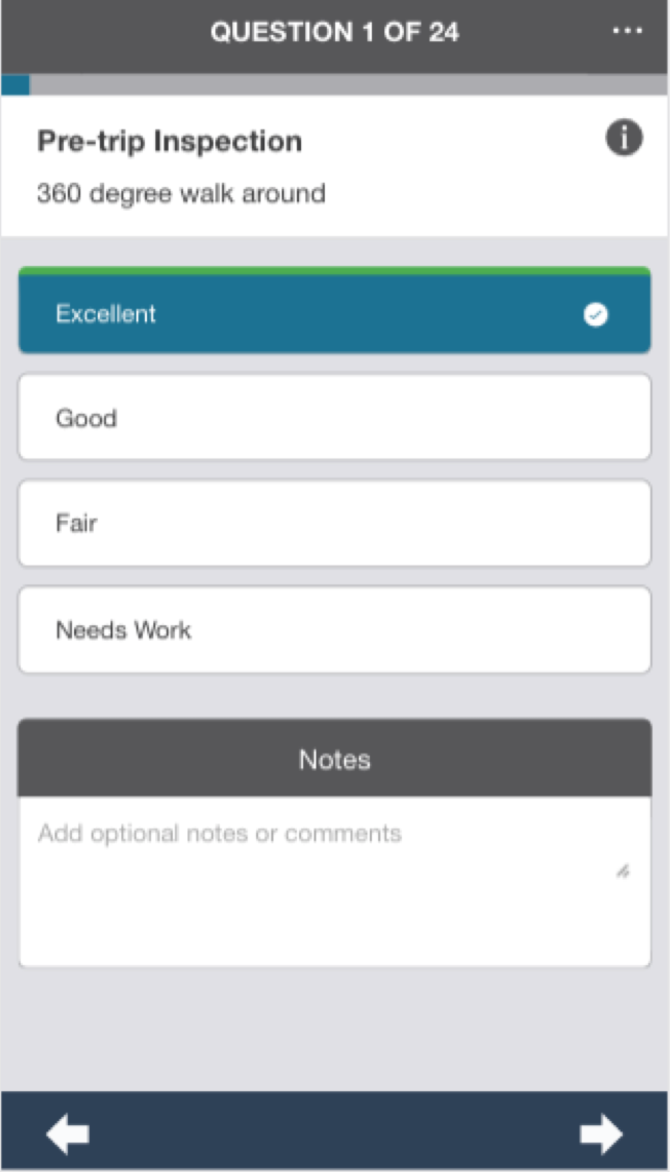 QUESTION 1 OF 24
Pre-trip Inspection
360 degree walk around
Excellent
Good
Fair
Needs Work
Notes
Add optional notes or comments